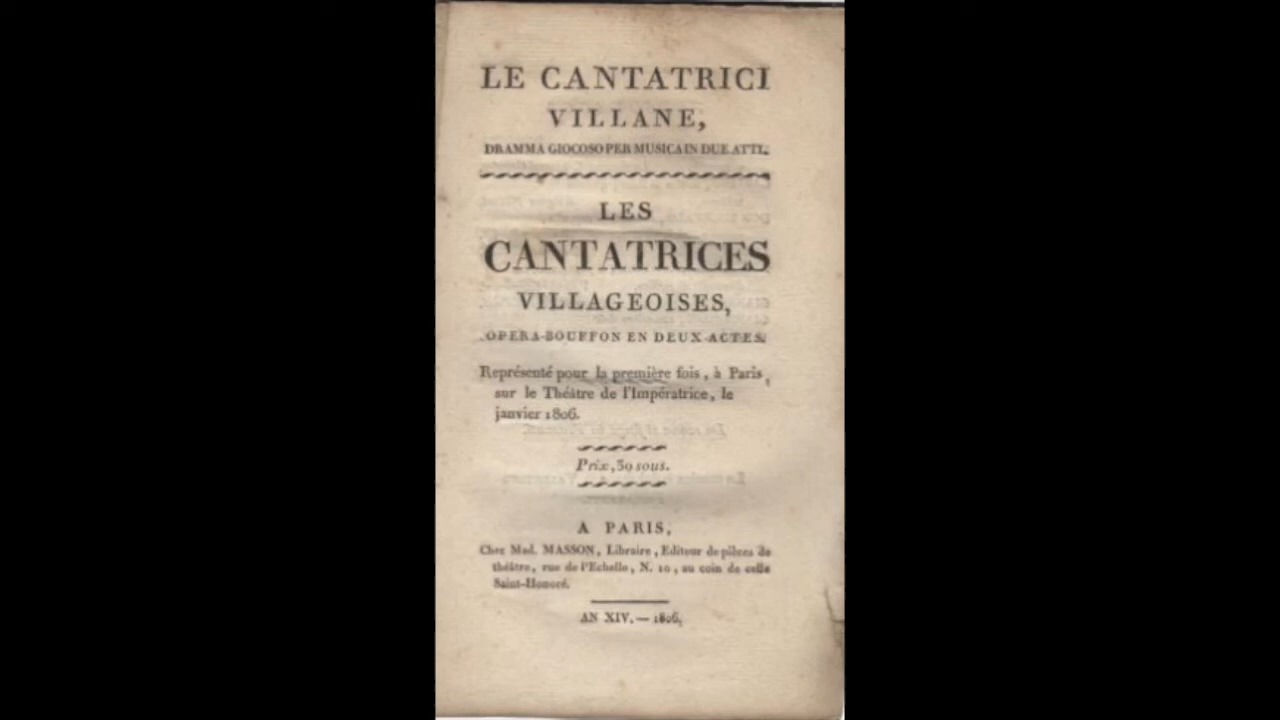 LE CANTATRICI
VILLANE,
DRAMMA GIOCOSO PER MUSICA IN DUE ATTI.
LES
CANTATRICES
VILLAGEOISES,
OPERA-BOUFFON EN DEUX ACTES.
Représenté pour la première fois, à Paris,
sur le Théâtre de l'Impératrice, le
janvier 1806.
Prix, 30 sous.
A PARIS,
Chez Mad. MASSON, Libraire, Editeur de pièces de
théâtre, rue de l'Echelle, N. 10, au coin de celle
Saint-Honoré.
AN XIV. — 1806.